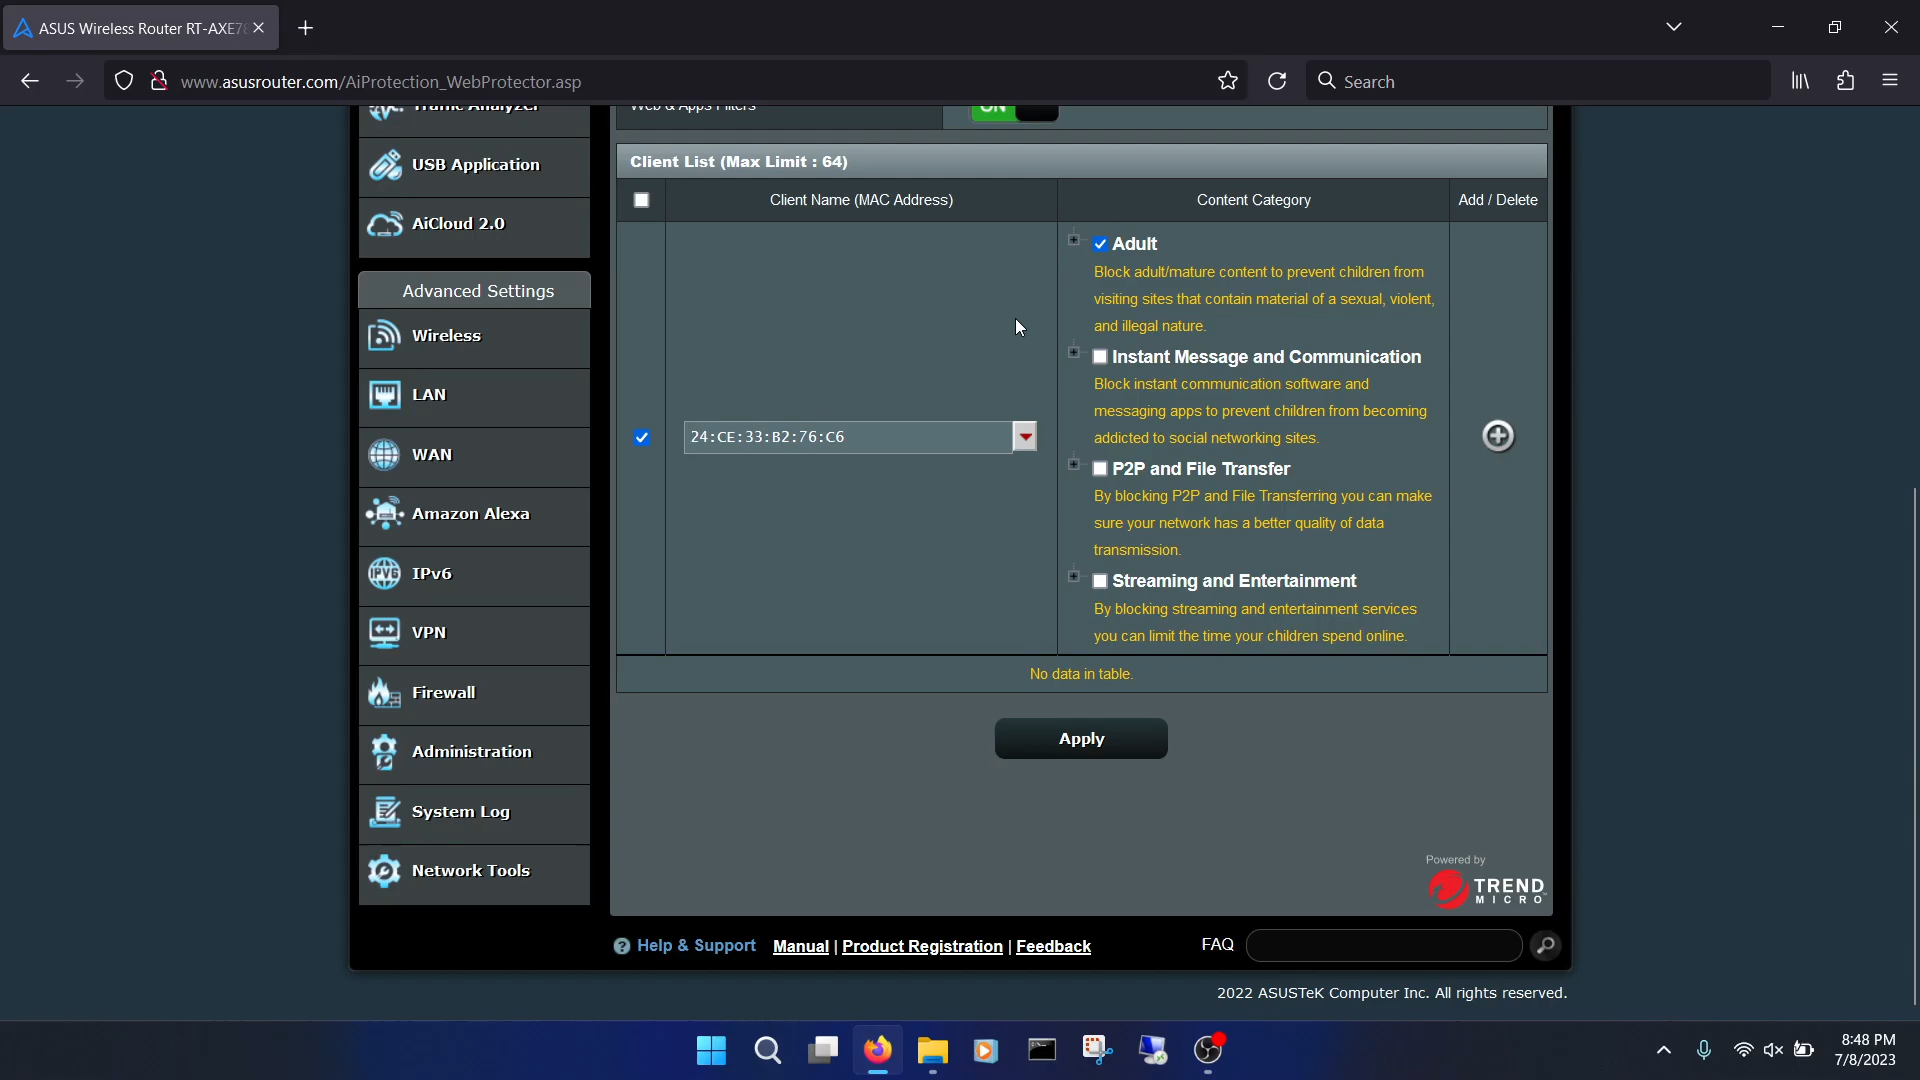 ASUS Wireless Router RT-AXE78
www.asusrouter.com/AiProtection_WebProtector.asp
Search
Traffic Analyzer
Web & Apps Filters
ON
USB Application
AiCloud 2.0
Advanced Settings
Wireless
LAN
WAN
Amazon Alexa
IPv6
VPN
Firewall
Administration
System Log
Network Tools
Client List (Max Limit : 64)
Client Name (MAC Address)
Content Category
Add / Delete
24:CE:33:B2:76:C6
Adult
Block adult/mature content to prevent children from
visiting sites that contain material of a sexual, violent,
and illegal nature.
Instant Message and Communication
Block instant communication software and
messaging apps to prevent children from becoming
addicted to social networking sites.
P2P and File Transfer
By blocking P2P and File Transferring you can make
sure your network has a better quality of data
transmission.
Streaming and Entertainment
By blocking streaming and entertainment services
you can limit the time your children spend online.
No data in table.
Apply
Powered by
TREND
MICRO
Help & Support
Manual | Product Registration | Feedback
FAQ
2022 ASUSTeK Computer Inc. All rights reserved.
8:48 PM
7/8/2023